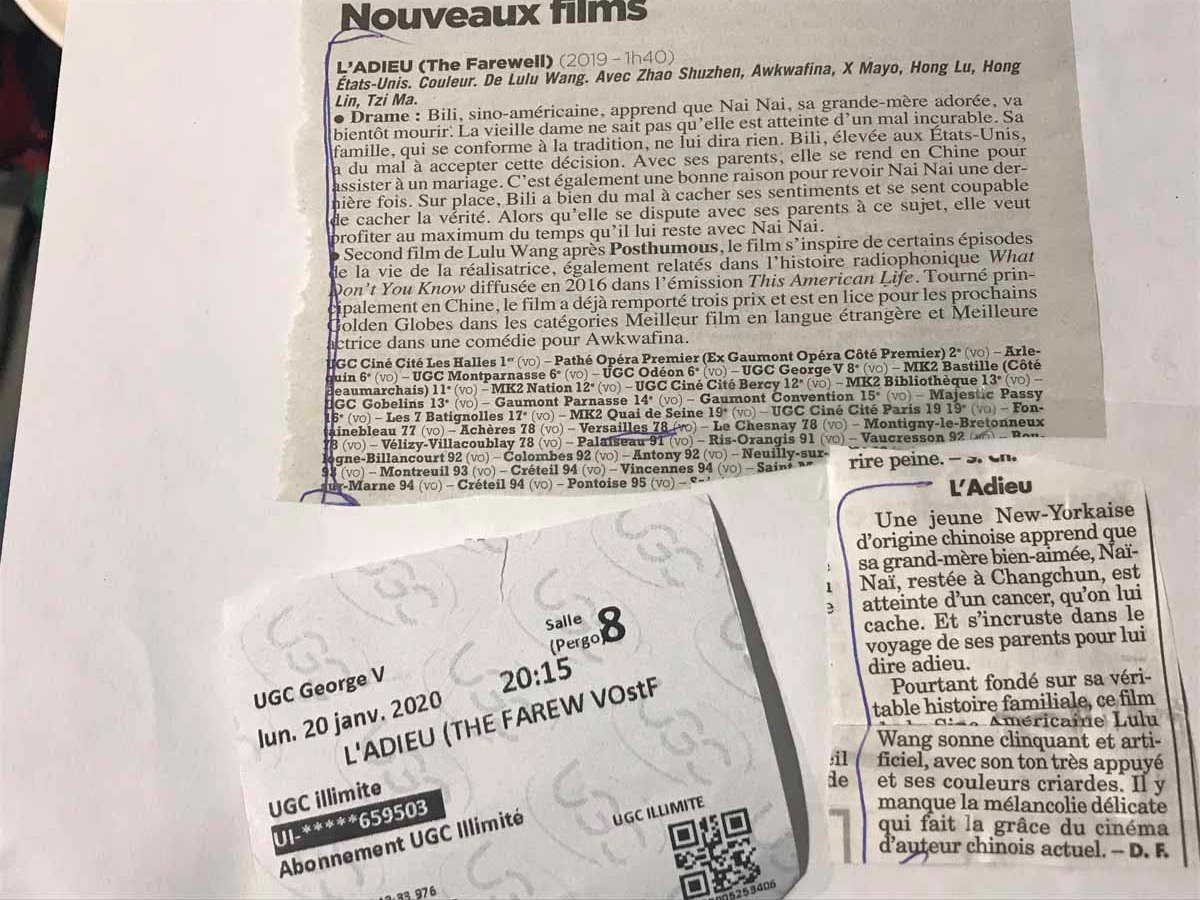 Nouveaux films
L'ADIEU (The Farewell) (2019 - 1h40)
États-Unis. Couleur. De Lulu Wang. Avec Zhao Shuzhen, Awkwafina, X Mayo, Hong Lu, Hong
Lin, Tzi Ma.
● Drame : Bili, sino-américaine, apprend que Nai Nai, sa grande-mère adorée, va
bientôt mourir. La vieille dame ne sait pas qu'elle est atteinte d'un mal incurable. Sa
famille, qui se conforme à la tradition, ne lui dira rien. Bili, élevée aux États-Unis,
a du mal à accepter cette décision. Avec ses parents, elle se rend en Chine pour
assister à un mariage. C'est également une bonne raison pour revoir Nai Nai une der-
nière fois. Sur place, Bili a bien du mal à cacher ses sentiments et se sent coupable
de cacher la vérité. Alors qu'elle se dispute avec ses parents à ce sujet, elle veut
profiter au maximum du temps qu'il lui reste avec Nai Nai.
● Second film de Lulu Wang après Posthumous, le film s'inspire de certains épisodes
de la vie de la réalisatrice, également relatés dans l'histoire radiophonique What
Don't You Know diffusée en 2016 dans l'émission This American Life. Tourné prin-
cipalement en Chine, le film a déjà remporté trois prix et est en lice pour les prochains
Golden Globes dans les catégories Meilleur film en langue étrangère et Meilleure
actrice dans une comédie pour Awkwafina.
UGC Ciné Cité Les Halles 1er (vo) – Pathé Opéra Premier (Ex Gaumont Opéra Côté Premier) 2e (vo) – Arle-
quin 6e (vo) – UGC Montparnasse 6e (vo) – UGC Odéon 6e (vo) – UGC George V 8e (vo) – MK2 Bastille (Côté
Beaumarchais) 11e (vo) – MK2 Nation 12e (vo) – UGC Ciné Cité Bercy 12e (vo) – MK2 Bibliothèque 13e (vo) –
UGC Gobelins 13e (vo) – Gaumont Parnasse 14e (vo) – Gaumont Convention 15e (vo) – Majestic Passy
16e (vo) – Les 7 Batignolles 17e (vo) – MK2 Quai de Seine 19e (vo) – UGC Ciné Cité Paris 19 19e (vo) – Fon-
tainebleau 77 (vo) – Achères 78 (vo) – Versailles 78 (vo) – Le Chesnay 78 (vo) – Montigny-le-Bretonneux
78 (vo) – Vélizy-Villacoublay 78 (vo) – Palaiseau 91 (vo) – Ris-Orangis 91 (vo) – Vaucresson 92 (vo) –
logne-Billancourt 92 (vo) – Colombes 92 (vo) – Antony 92 (vo) – Neuilly-sur-
93 (vo) – Montreuil 93 (vo) – Créteil 94 (vo) – Vincennes 94 (vo) – Saint
sur-Marne 94 (vo) – Créteil 94 (vo) – Pontoise 95 (vo) –
rire peine. –
L'Adieu
Une jeune New-Yorkaise
d'origine chinoise apprend que
sa grand-mère bien-aimée, Naï-
Naï, restée à Changchun, est
atteinte d'un cancer, qu'on lui
cache. Et s'incruste dans le
voyage de ses parents pour lui
dire adieu.
Pourtant fondé sur sa véri-
table histoire familiale, ce film
Américaine Lulu
Wang sonne clinquant et arti-
ficiel, avec son ton très appuyé
et ses couleurs criardes. Il y
manque la mélancolie délicate
qui fait la grâce du cinéma
d'auteur chinois actuel. – D. F.
eil
de
UGC
Salle 8
(Pergo)
UGC George V
lun. 20 janv. 2020 20:15
L'ADIEU (THE FAREW VOstF
UGC illimite
UI-*****659503
Abonnement UGC Illimité
UGC ILLIMITE
976